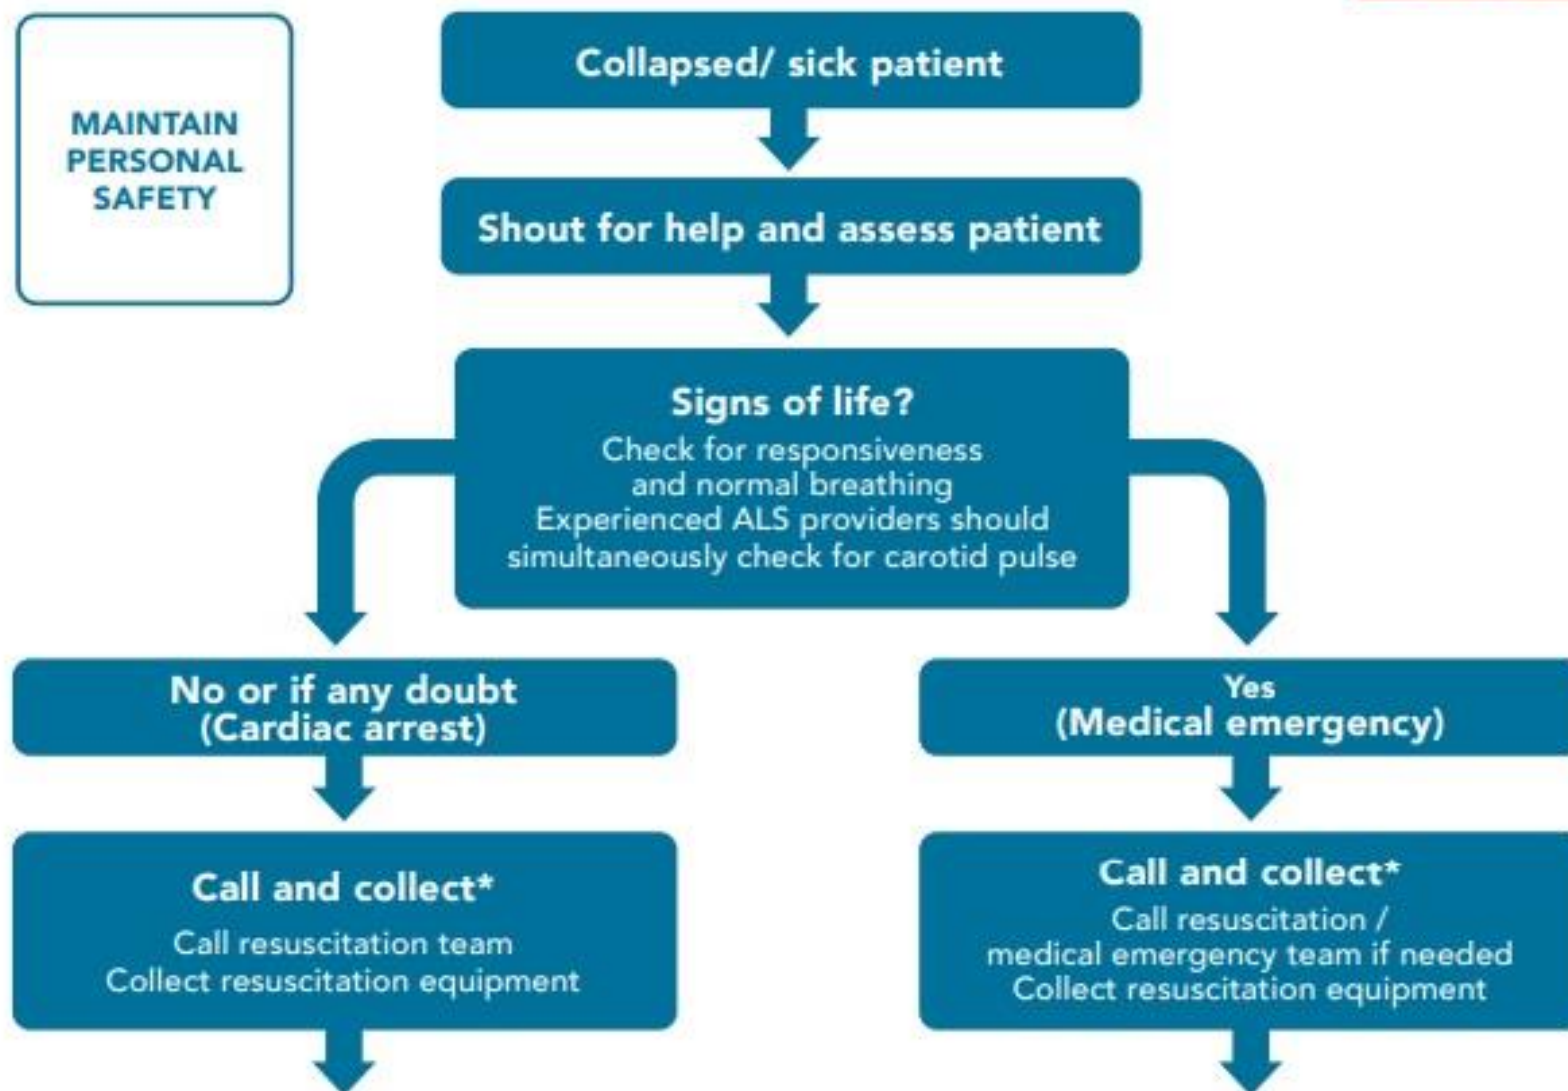 MAINTAIN
PERSONAL
SAFETY
Collapsed/ sick patient
Shout for help and assess patient
Signs of life?
Check for responsiveness
and normal breathing
Experienced ALS providers should
simultaneously check for carotid pulse
No or if any doubt
(Cardiac arrest)
Call and collect*
Call resuscitation team
Collect resuscitation equipment
Yes
(Medical emergency)
Call and collect*
Call resuscitation /
medical emergency team if needed
Collect resuscitation equipment